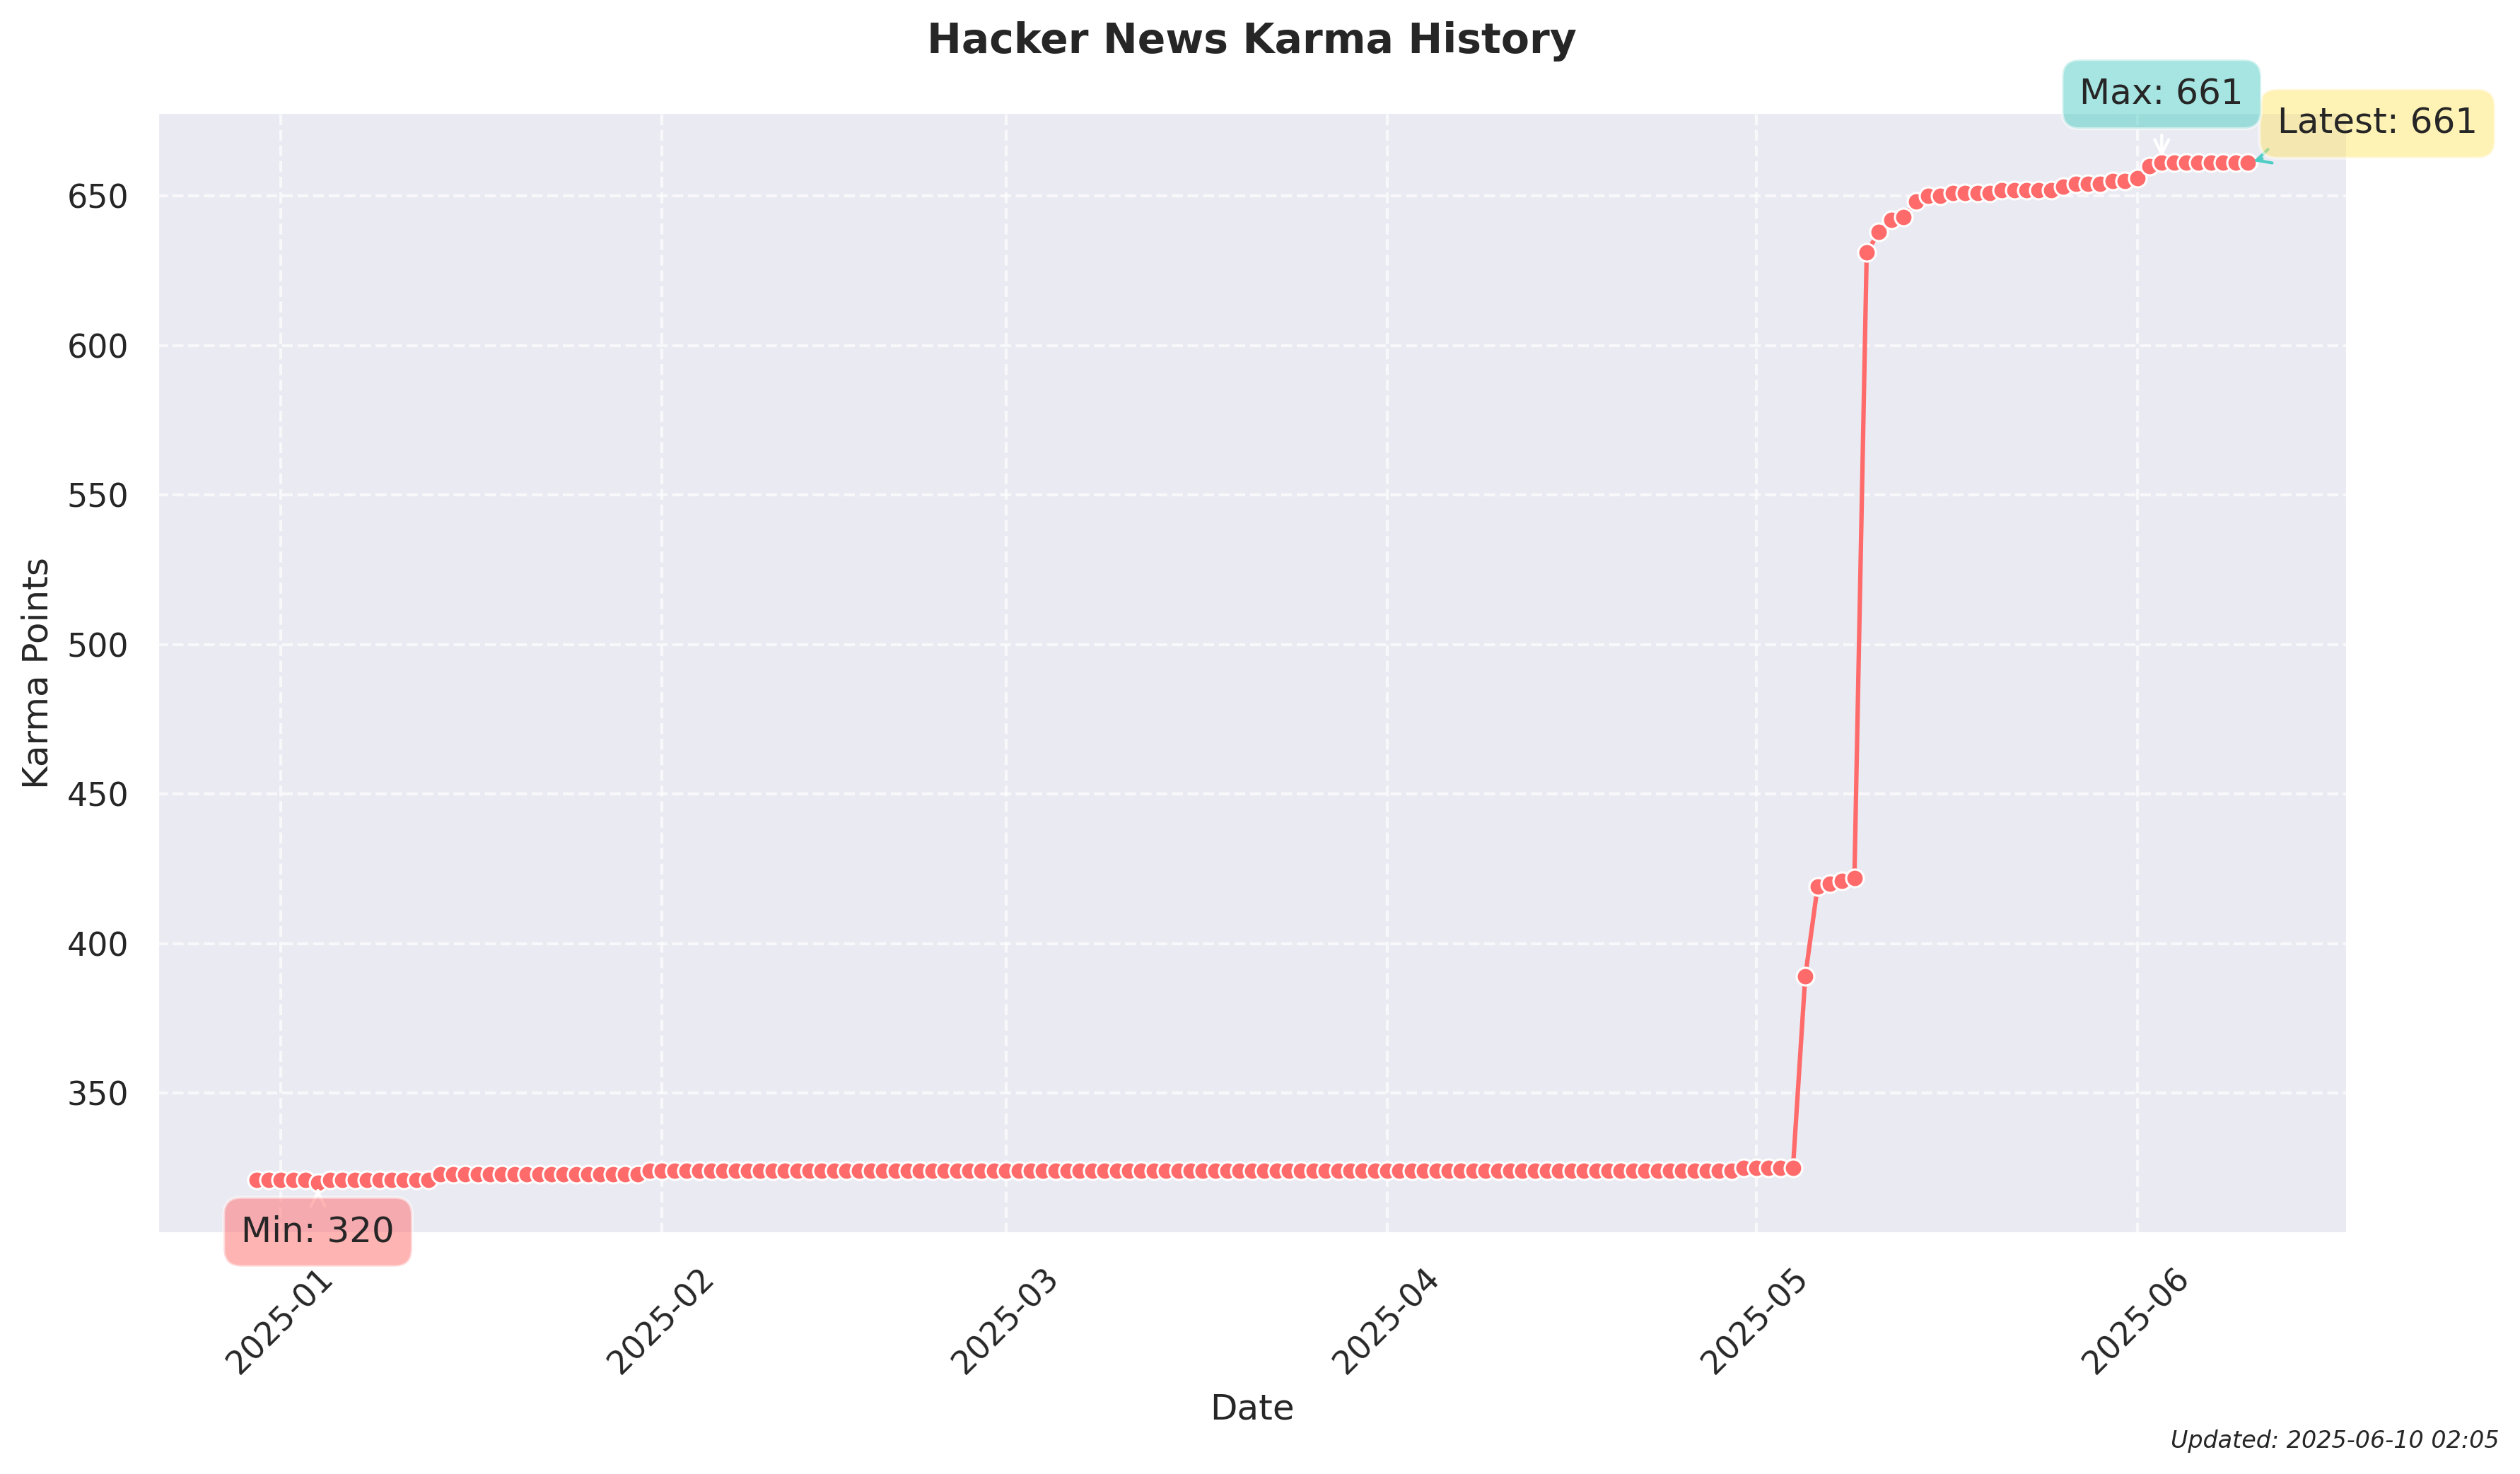 Hacker News Karma History
Max: 661
Latest: 661
650
600
550
500
450
400
350
Karma Points
Min: 320
2025-01
2025-02
2025-03
2025-04
2025-05
2025-06
Date
Updated: 2025-06-10 02:05